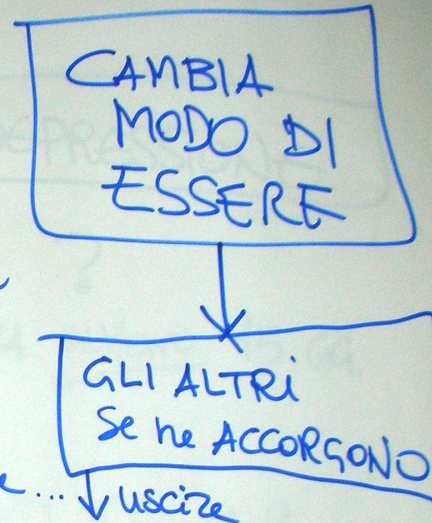 CAMBIA
MODO DI
ESSERE
GLI ALTRI
Se ne ACCORGONO
... uscire